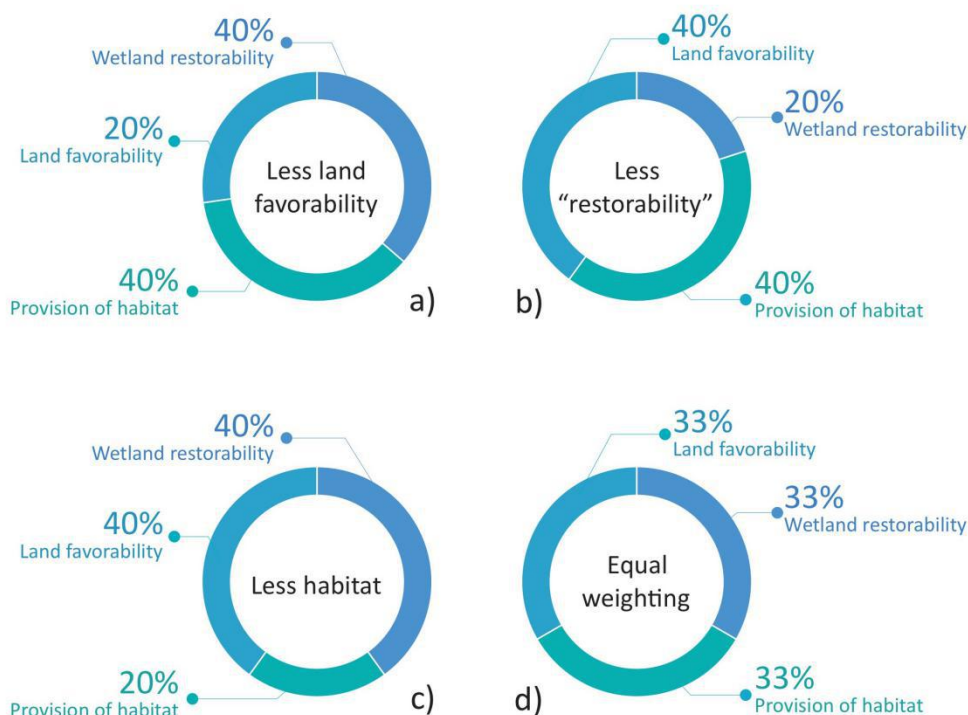 40%
Wetland restorability
20%
Land favorability
40%
Provision of habitat
Less land
favorability
a)
40%
Land favorability
20%
Wetland restorability
40%
Provision of habitat
Less
“restorability”
b)
40%
Wetland restorability
40%
Land favorability
20%
Provision of habitat
Less habitat
c)
33%
Land favorability
33%
Wetland restorability
33%
Provision of habitat
Equal
weighting
d)